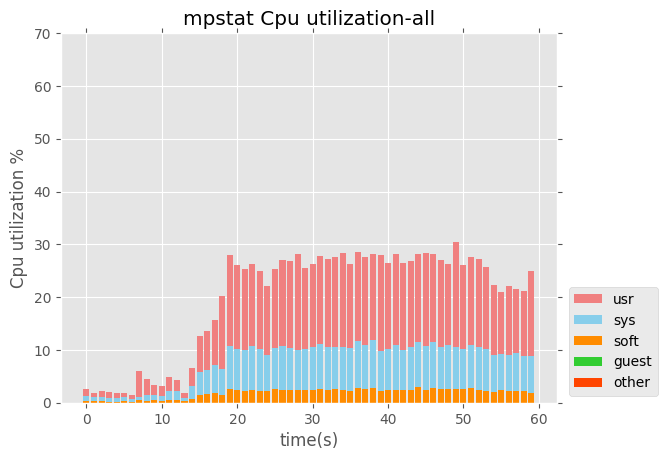 mpstat Cpu utilization-all
70
60
50
40
30
20
10
0
Cpu utilization %
0 10 20 30 40 50 60
time(s)
usr
sys
soft
guest
other